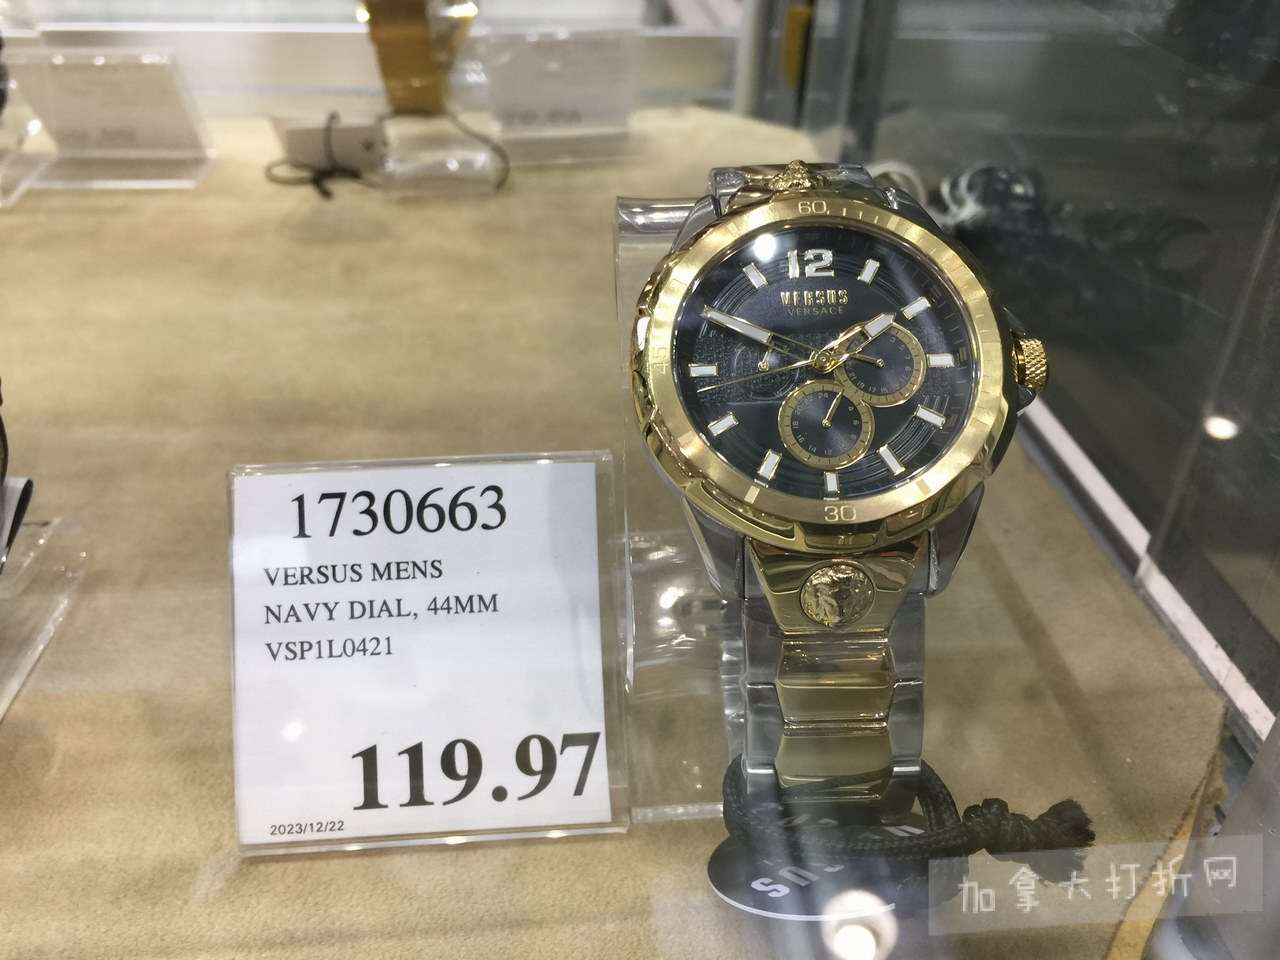 60
12
VERSUS
VERSACE
45
30
1730663
VERSUS MENS
NAVY DIAL, 44MM
VSP1L0421
119.97
2023/12/22
加拿大打折网